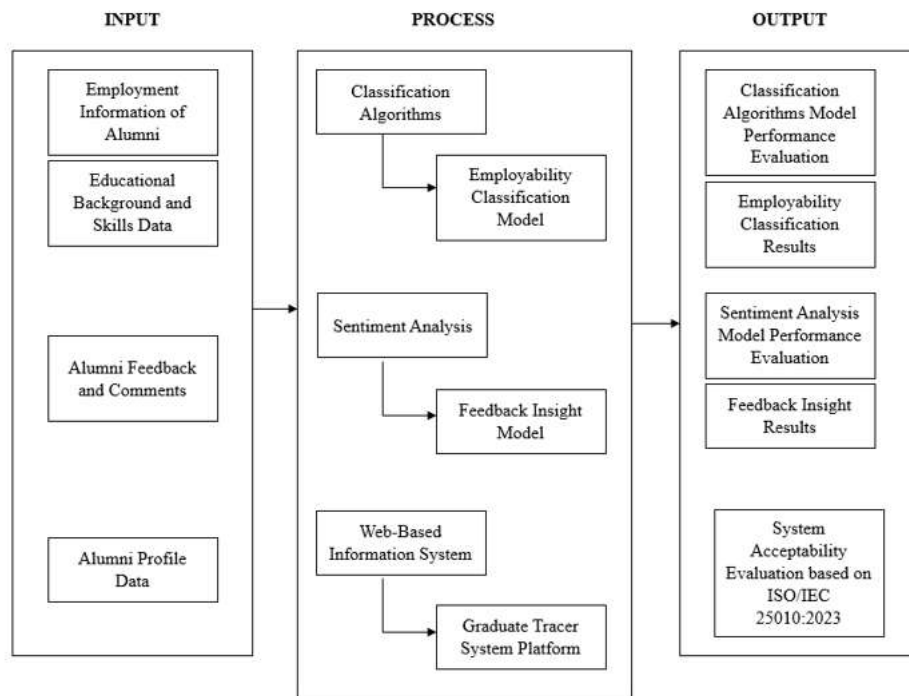 INPUT
Employment
Information of
Alumni
Educational
Background and
Skills Data
Alumni Feedback
and Comments
Alumni Profile
Data
PROCESS
Classification
Algorithms
Employability
Classification
Model
Sentiment Analysis
Feedback Insight
Model
Web-Based
Information System
Graduate Tracer
System Platform
OUTPUT
Classification
Algorithms Model
Performance
Evaluation
Employability
Classification
Results
Sentiment Analysis
Model Performance
Evaluation
Feedback Insight
Results
System
Acceptability
Evaluation based on
ISO/IEC
25010:2023